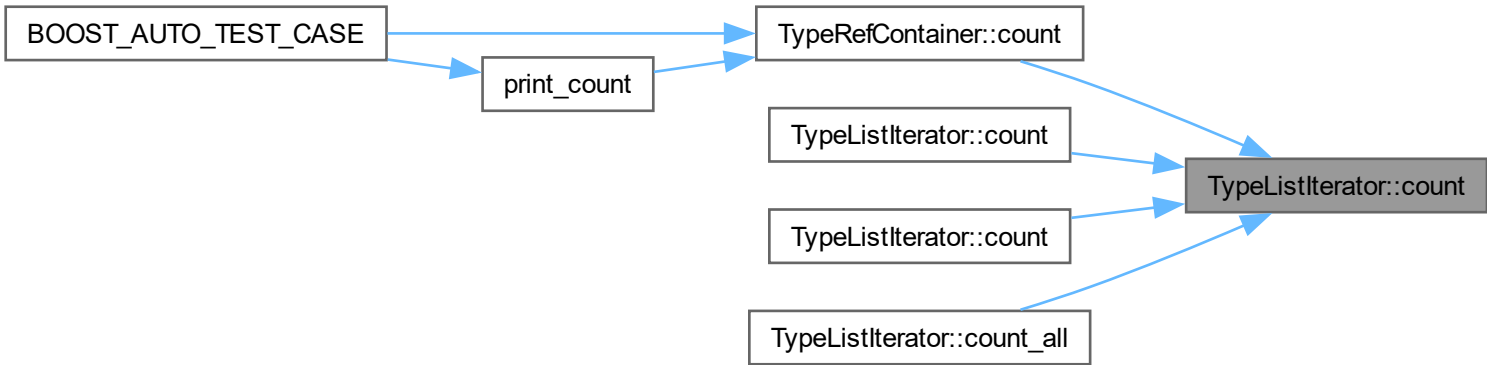 BOOST_AUTO_TEST_CASE
TypeRefContainer::count
print_count
TypeListIterator::count
TypeListIterator::count
TypeListIterator::count
TypeListIterator::count_all